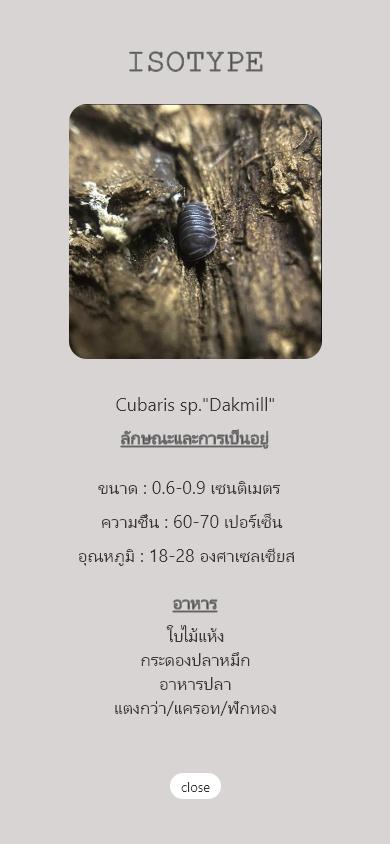 ISOTYPE
Cubaris sp."Dakmill"
ลักษณะและการเป็นอยู่
ขนาด : 0.6-0.9 เซนติเมตร
ความชืน : 60-70 เปอร์เซ็น
อุณหภูมิ : 18-28 องศาเซลเซียส
อาหาร
ใบไม้แห้ง
กระดองปลาหมึก
อาหารปลา
แตงกว่า/แครอท/ฟักทอง
close